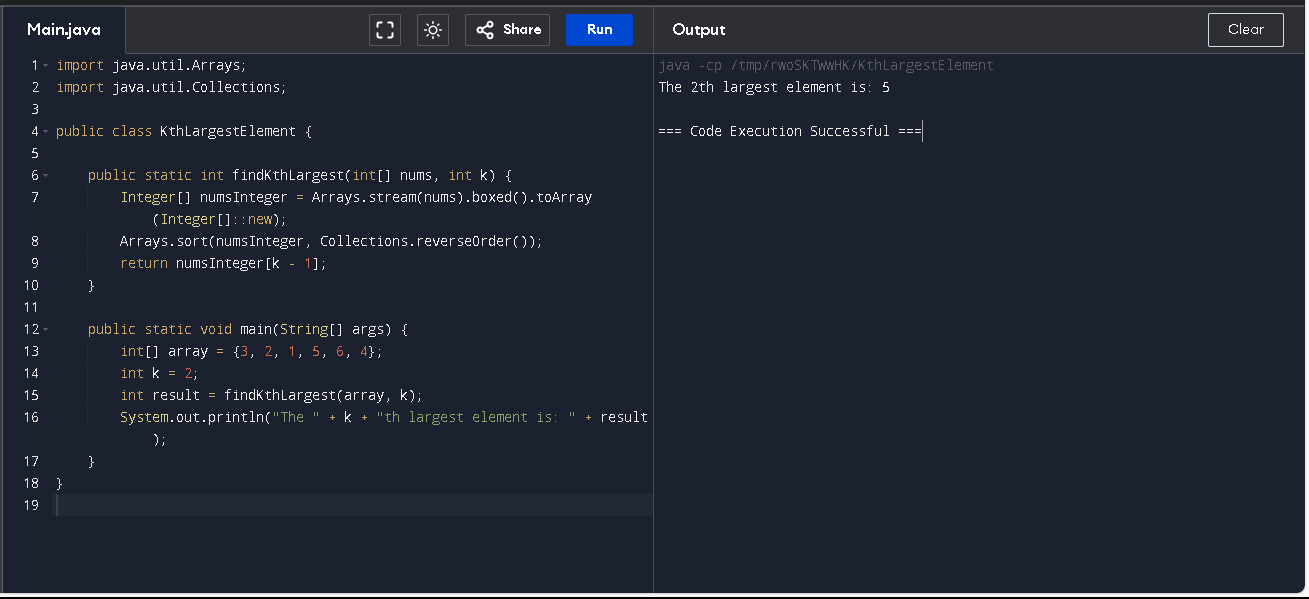 Main.java
Share
Run
Output
Clear
1 import java.util.Arrays;
2 import java.util.Collections;
3
4 public class KthLargestElement {
5
6     public static int findKthLargest(int[] nums, int k) {
7         Integer[] numsInteger = Arrays.stream(nums).boxed().toArray
            (Integer[]::new);
8         Arrays.sort(numsInteger, Collections.reverseOrder());
9         return numsInteger[k - 1];
10     }
11
12     public static void main(String[] args) {
13         int[] array = {3, 2, 1, 5, 6, 4};
14         int k = 2;
15         int result = findKthLargest(array, k);
16         System.out.println("The " + k + "th largest element is: " + result
            );
17     }
18 }
19
java -cp /tmp/rwoSKTWwHK/KthLargestElement
The 2th largest element is: 5
=== Code Execution Successful ===